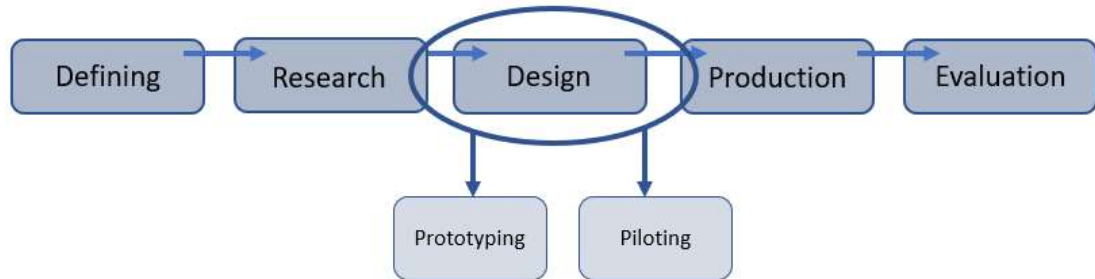 Defining
Research
Design
Production
Evaluation
Prototyping
Piloting